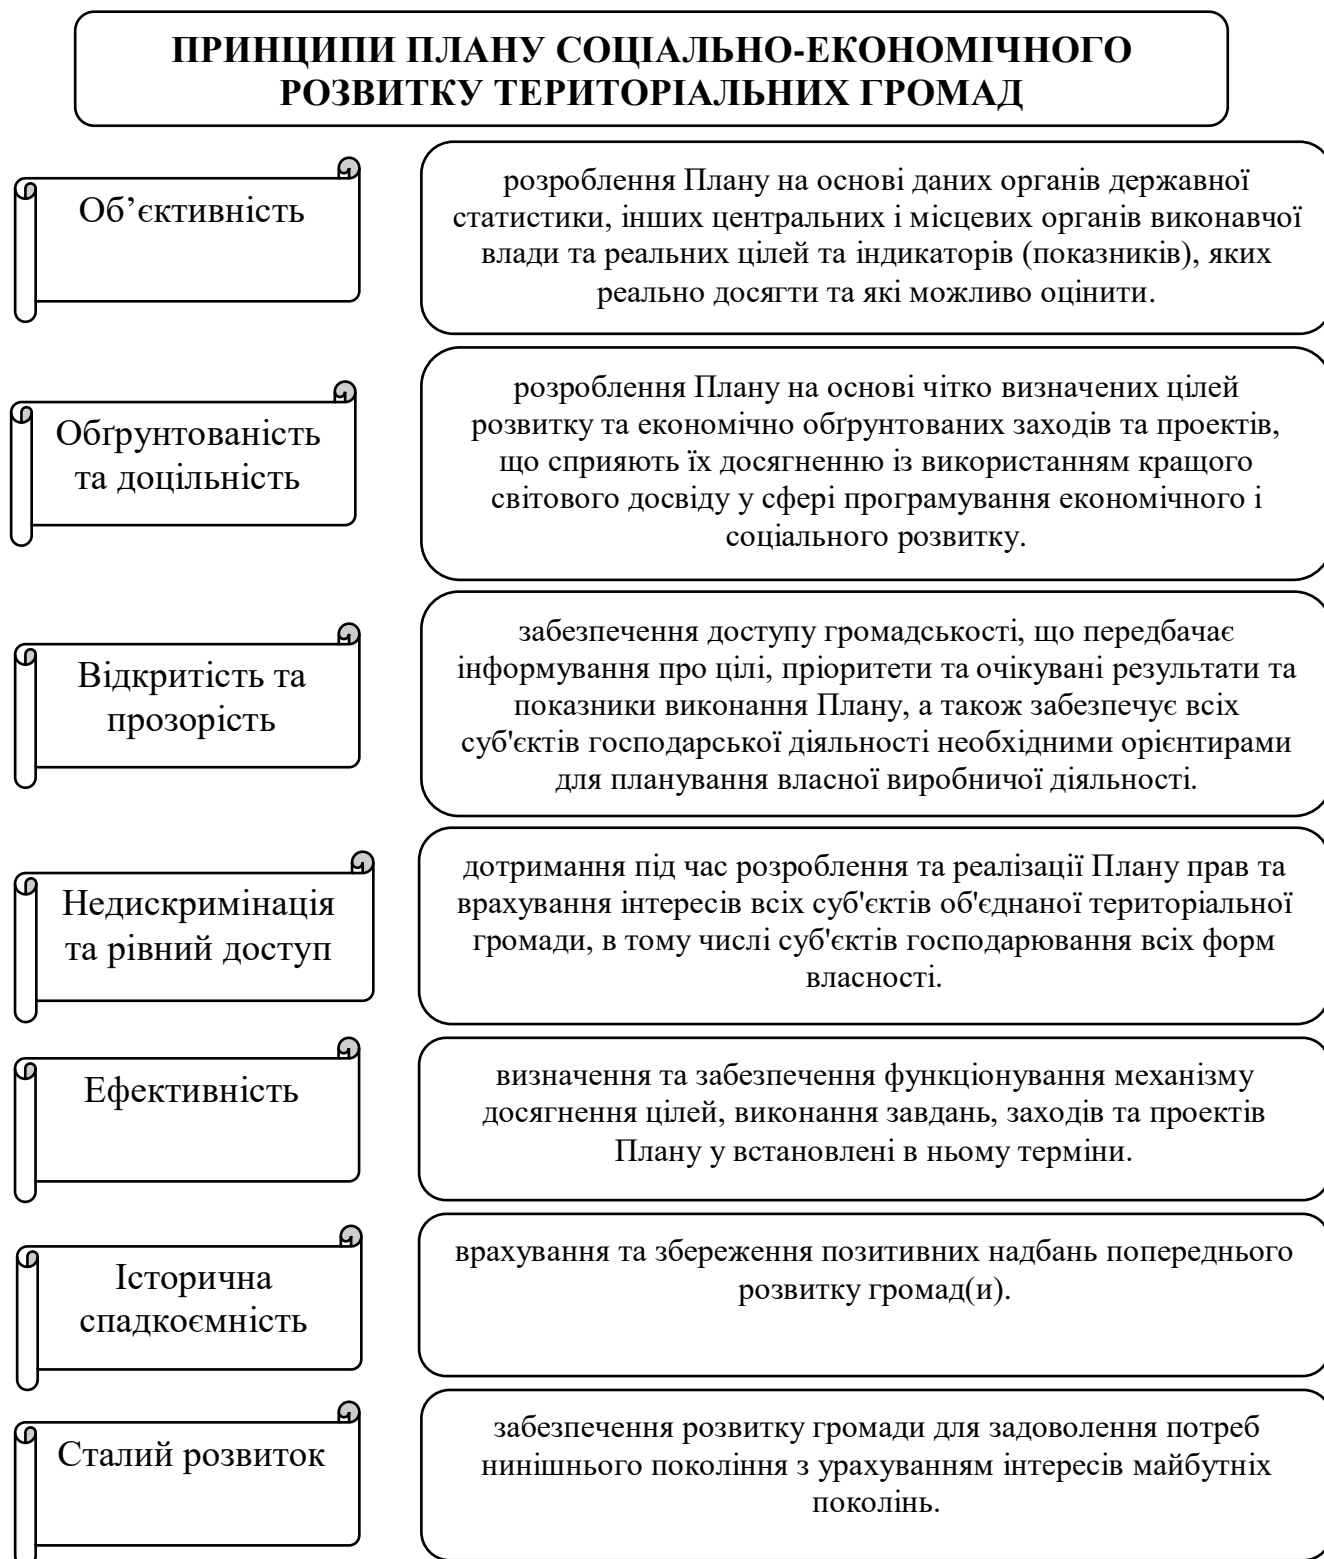 ПРИНЦИПИ ПЛАНУ СОЦІАЛЬНО-ЕКОНОМІЧНОГО
РОЗВИТКУ ТЕРИТОРІАЛЬНИХ ГРОМАД
Об’єктивність
розроблення Плану на основі даних органів державної
статистики, інших центральних і місцевих органів виконавчої
влади та реальних цілей та індикаторів (показників), яких
реально досягти та які можливо оцінити.
Обґрунтованість
та доцільність
розроблення Плану на основі чітко визначених цілей
розвитку та економічно обґрунтованих заходів та проектів,
що сприяють їх досягненню із використанням кращого
світового досвіду у сфері програмування економічного і
соціального розвитку.
Відкритість та
прозорість
забезпечення доступу громадськості, що передбачає
інформування про цілі, пріоритети та очікувані результати та
показники виконання Плану, а також забезпечує всіх
суб'єктів господарської діяльності необхідними орієнтирами
для планування власної виробничої діяльності.
Недискримінація
та рівний доступ
дотримання під час розроблення та реалізації Плану прав та
врахування інтересів всіх суб'єктів об'єднаної територіальної
громади, в тому числі суб'єктів господарювання всіх форм
власності.
Ефективність
визначення та забезпечення функціонування механізму
досягнення цілей, виконання завдань, заходів та проектів
Плану у встановлені в ньому терміни.
Історична
спадкоємність
врахування та збереження позитивних надбань попереднього
розвитку громад(и).
Сталий розвиток
забезпечення розвитку громади для задоволення потреб
нинішнього покоління з урахуванням інтересів майбутніх
поколінь.